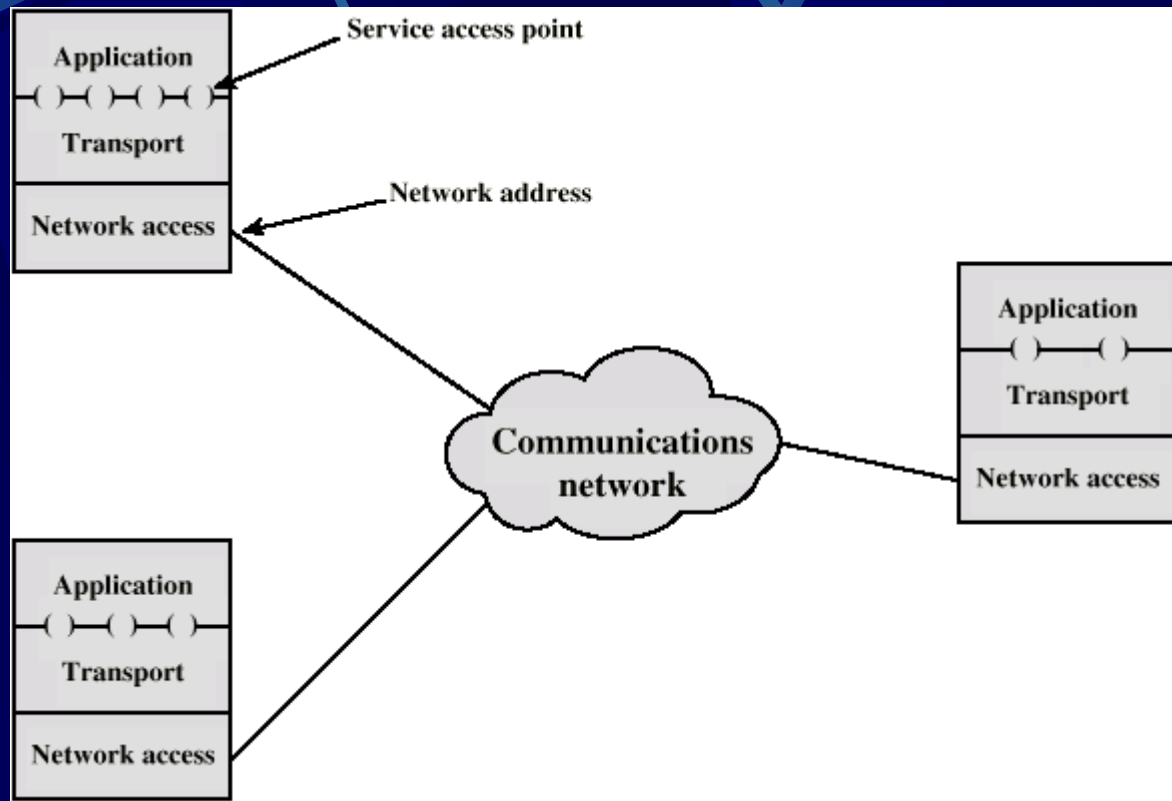 Service access point
Application
Transport
Network address
Network access
Application
Transport
Network access
Communications
network
Application
Transport
Network access